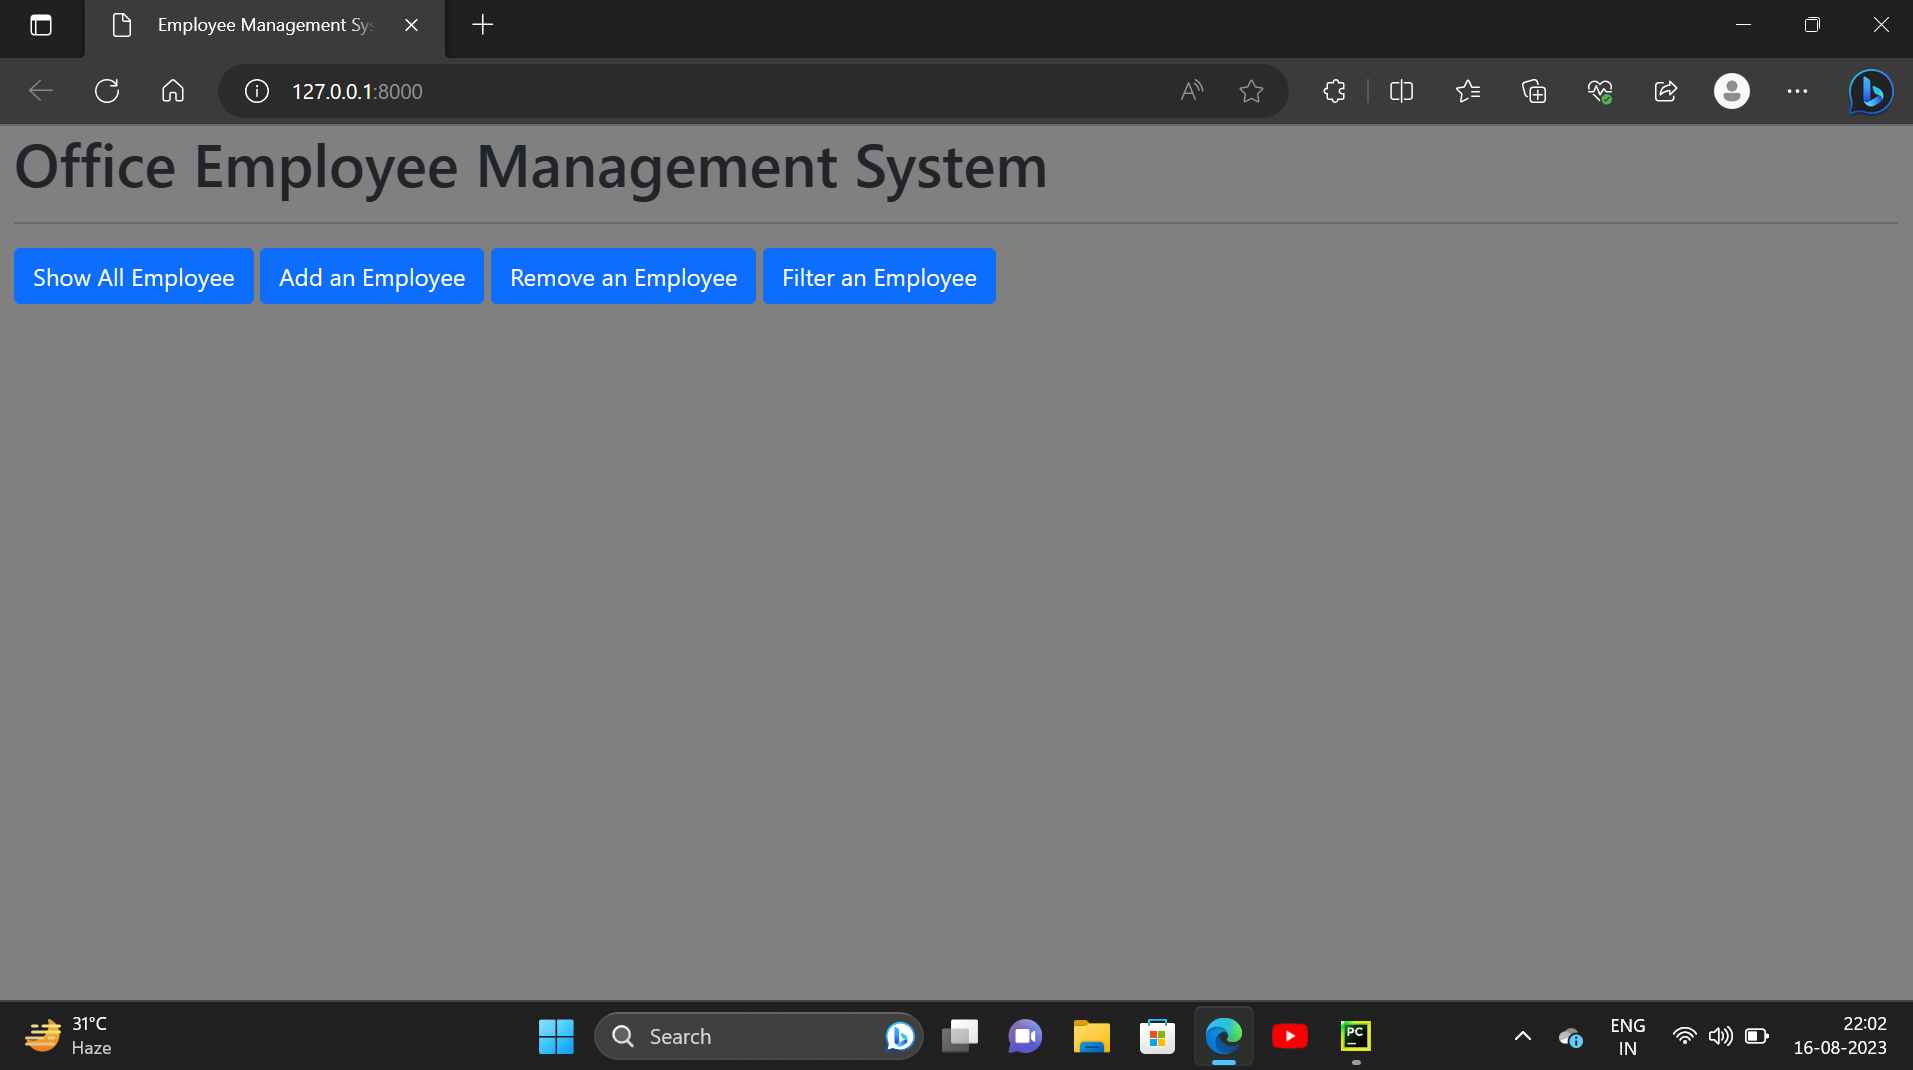 Employee Management Sys
127.0.0.1:8000
Office Employee Management System
Show All Employee
Add an Employee
Remove an Employee
Filter an Employee
31°C
Haze
Search
PC
ENG
IN
22:02
16-08-2023